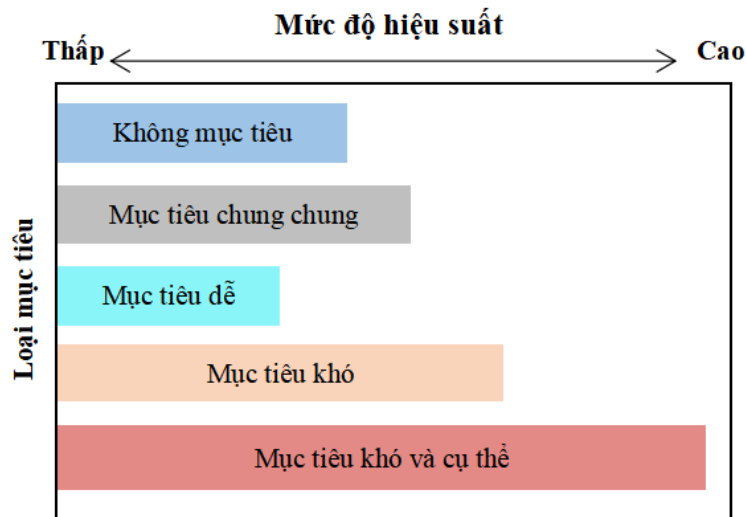 Mức độ hiệu suất
Thấp
Cao
Loại mục tiêu
Không mục tiêu
Mục tiêu chung chung
Mục tiêu dễ
Mục tiêu khó
Mục tiêu khó và cụ thể